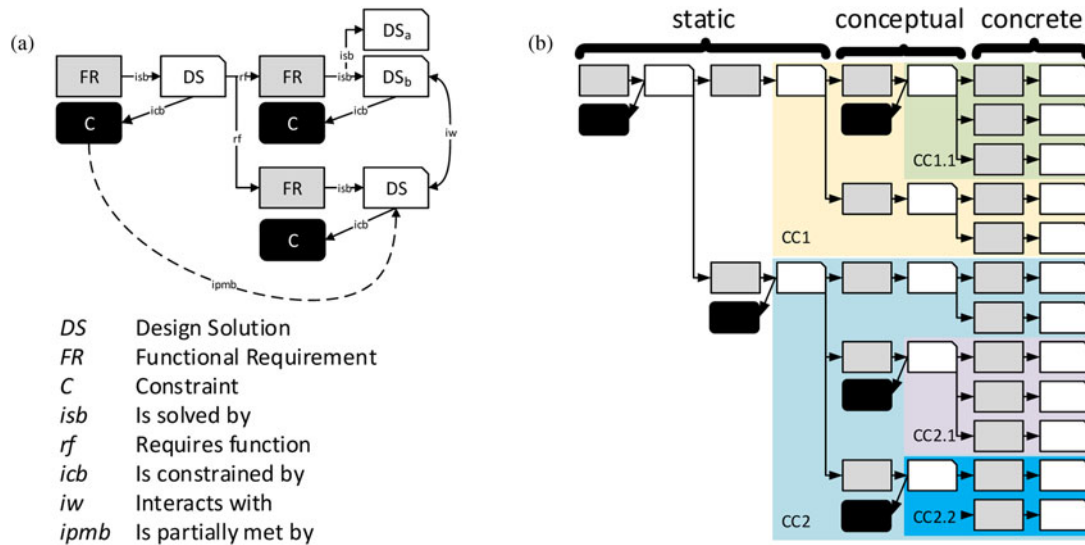 (a)
DS_a
isb
FR
isb
DS
rf
FR
isb
DS_b
C
icb
C
icb
iw
rf
FR
isb
DS
C
icb
ipmb
DS Design Solution
FR Functional Requirement
C Constraint
isb Is solved by
rf Requires function
icb Is constrained by
iw Interacts with
ipmb Is partially met by
(b)
static conceptual concrete
CC1.1
CC1
CC2.1
CC2
CC2.2